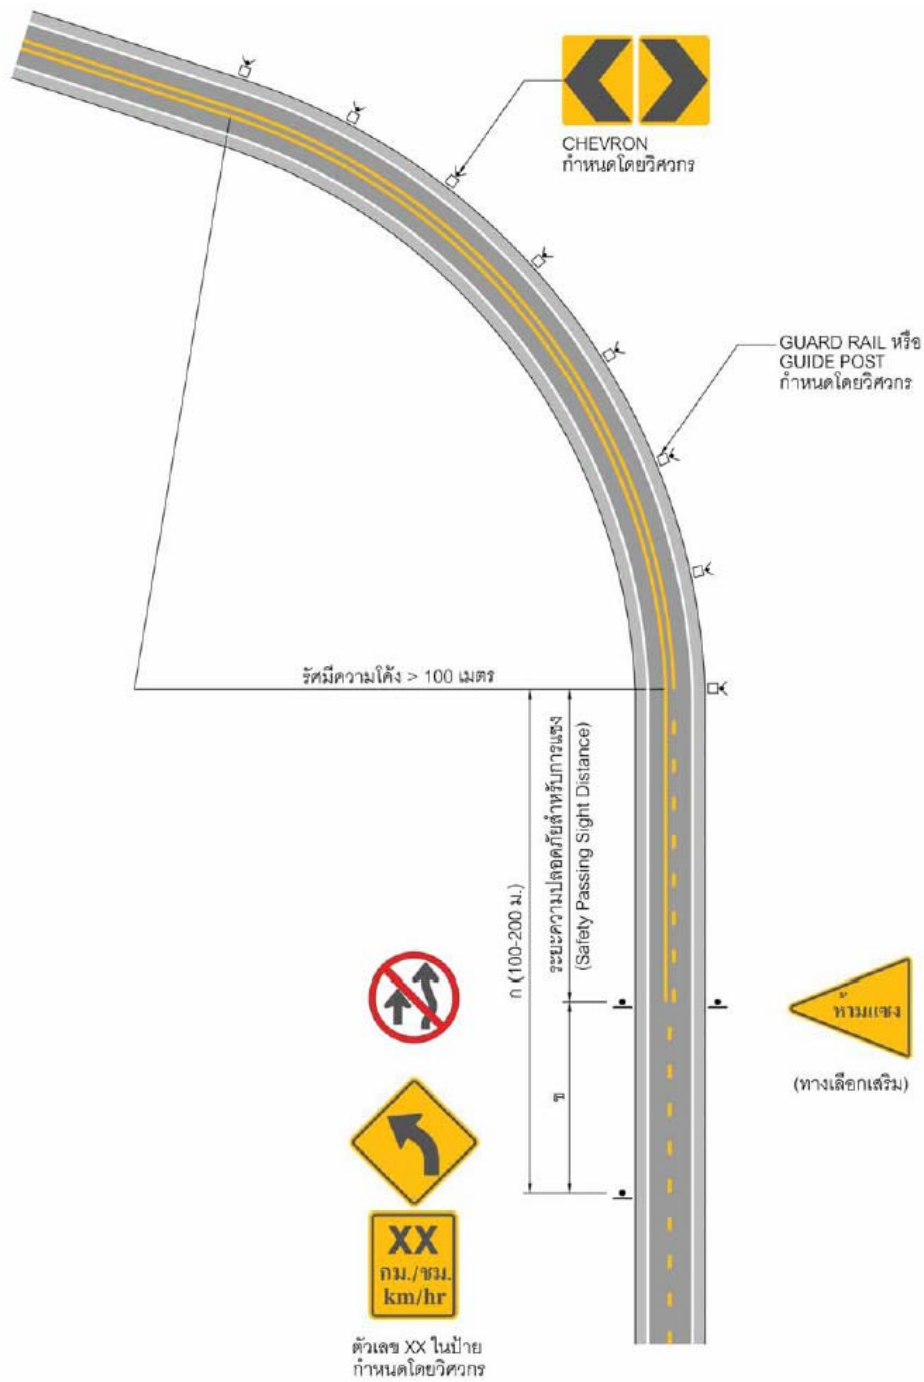 CHEVRON
กำหนดโดยวิศวกร
GUARD RAIL หรือ
GUIDE POST
กำหนดโดยวิศวกร
รัศมีความโค้ง > 100 เมตร
ระยะความปลอดภัยสำหรับการแซง
(Safety Passing Sight Distance)
ก (100-200 ม.)
ห้ามแซง
(ทางเลือกเสริม)
ข
XX
กม./ชม.
km/hr
ตัวเลข XX ในป้าย
กำหนดโดยวิศวกร